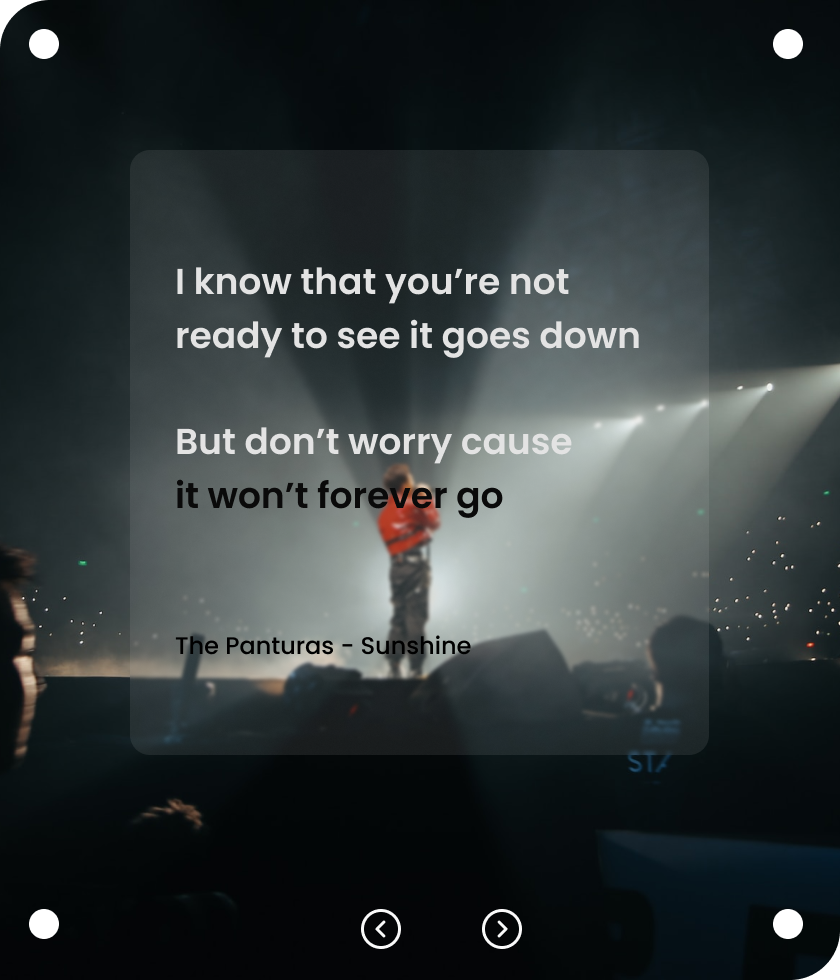 I know that you’re not
ready to see it goes down
But don’t worry cause
it won’t forever go
The Panturas - Sunshine
STA